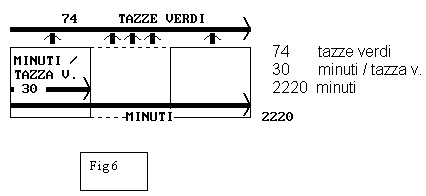 74 TAZZE VERDI
MINUTI /
TAZZA V.
30
MINUTI 2220
74 tazze verdi
30 minuti / tazza v.
2220 minuti
Fig6